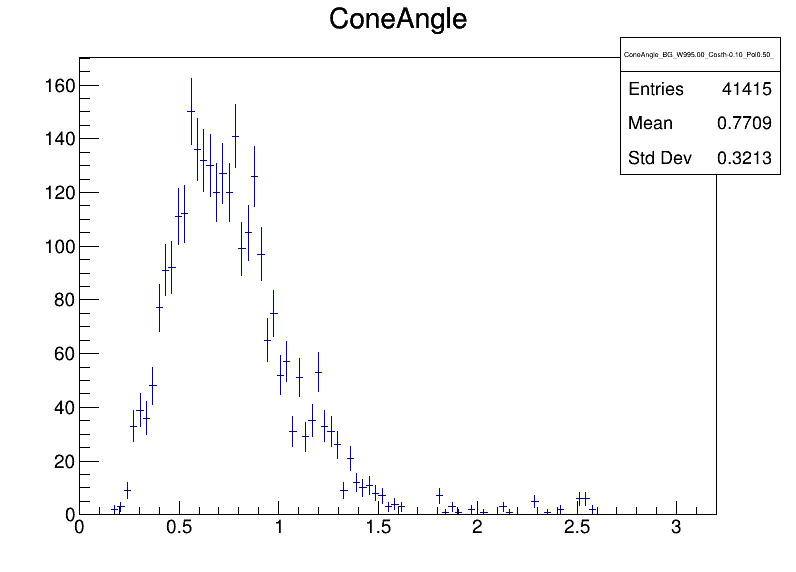 ConeAngle
ConeAngle_BG_W995.00_Costh-0.10_Pol0.50_
Entries 41415
Mean 0.7709
Std Dev 0.3213
160
140
120
100
80
60
40
20
0
0 0.5 1 1.5 2 2.5 3